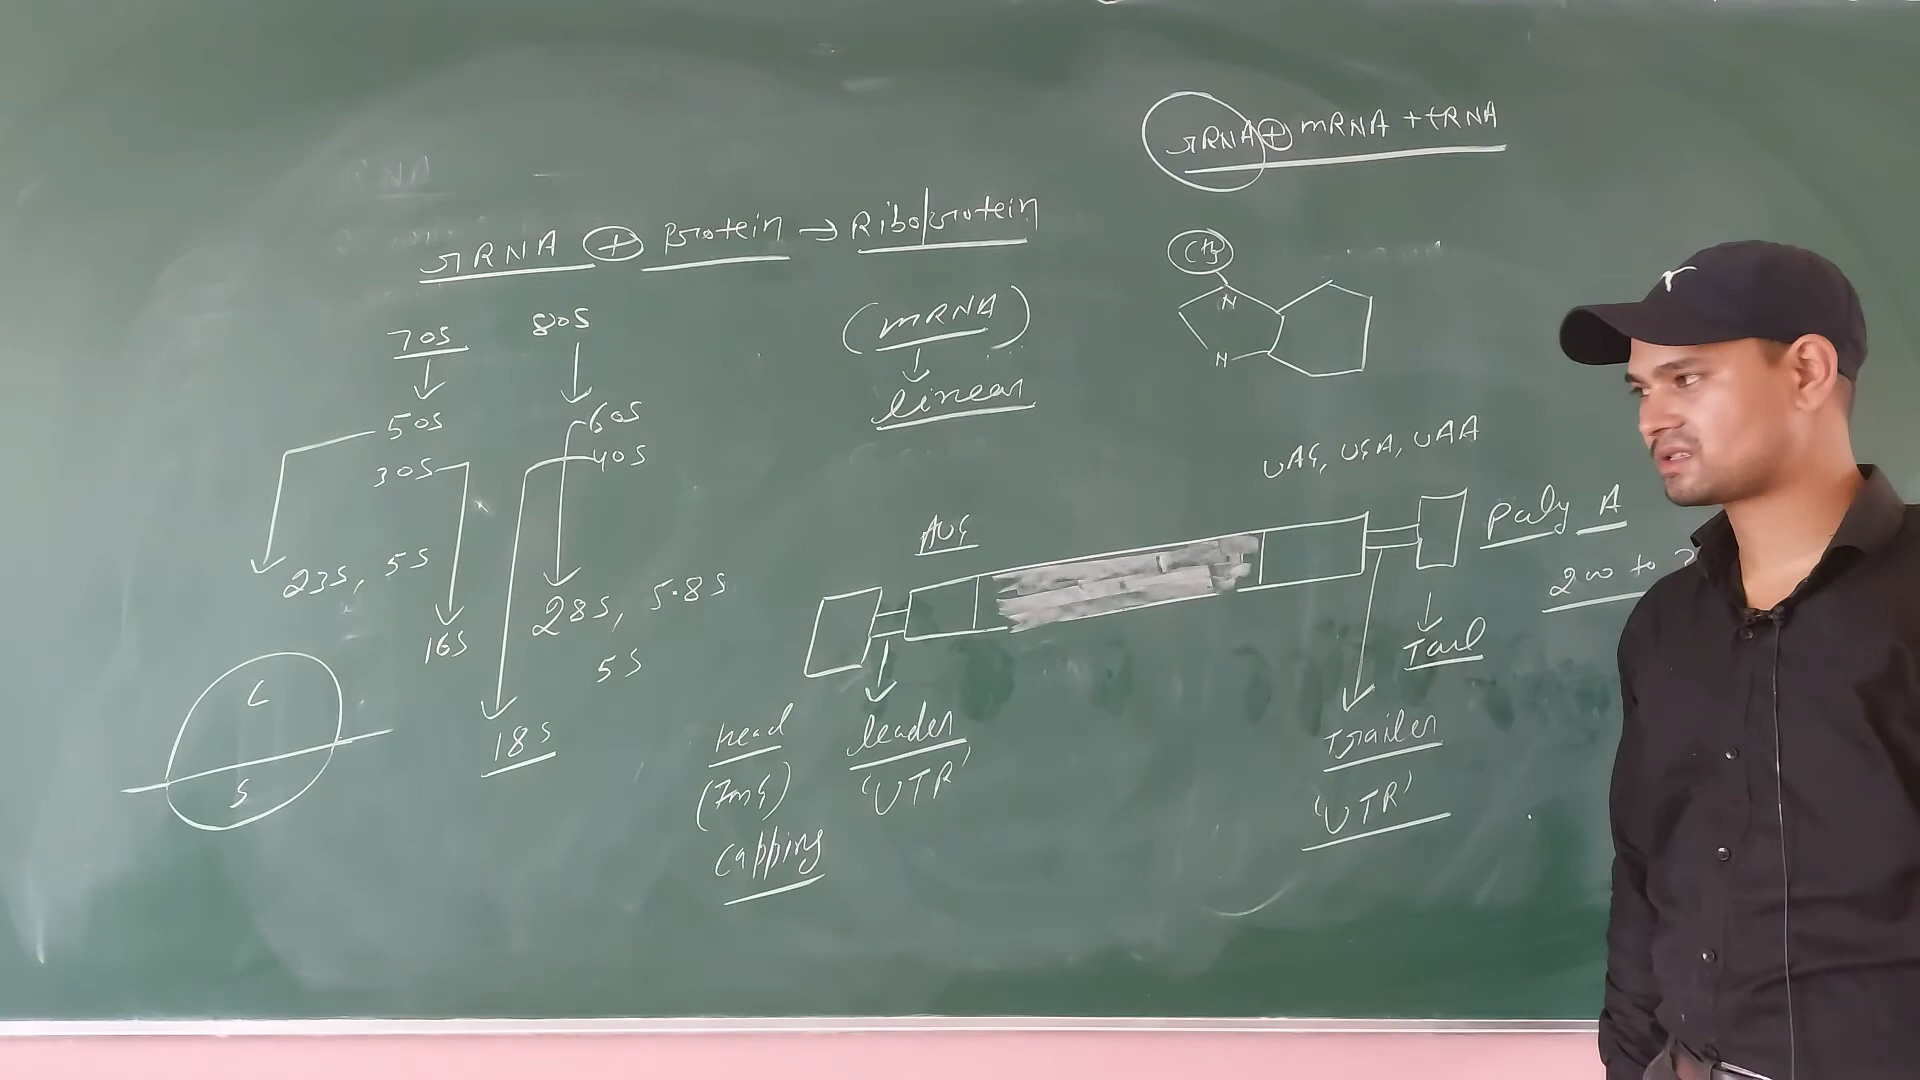 rRNA + mRNA + tRNA
rRNA + Protein → Riboprotein
CH3
N
N
70S
80S
(mRNA)
linear
50S
30S
60S
40S
23S, 5S
16S
28S, 5.8S
5S
18S
L
S
AUG
UAG, UGA, UAA
Poly A
200 to
Tail
Head
(7mG)
Capping
leader
'UTR'
Trailer
'UTR'